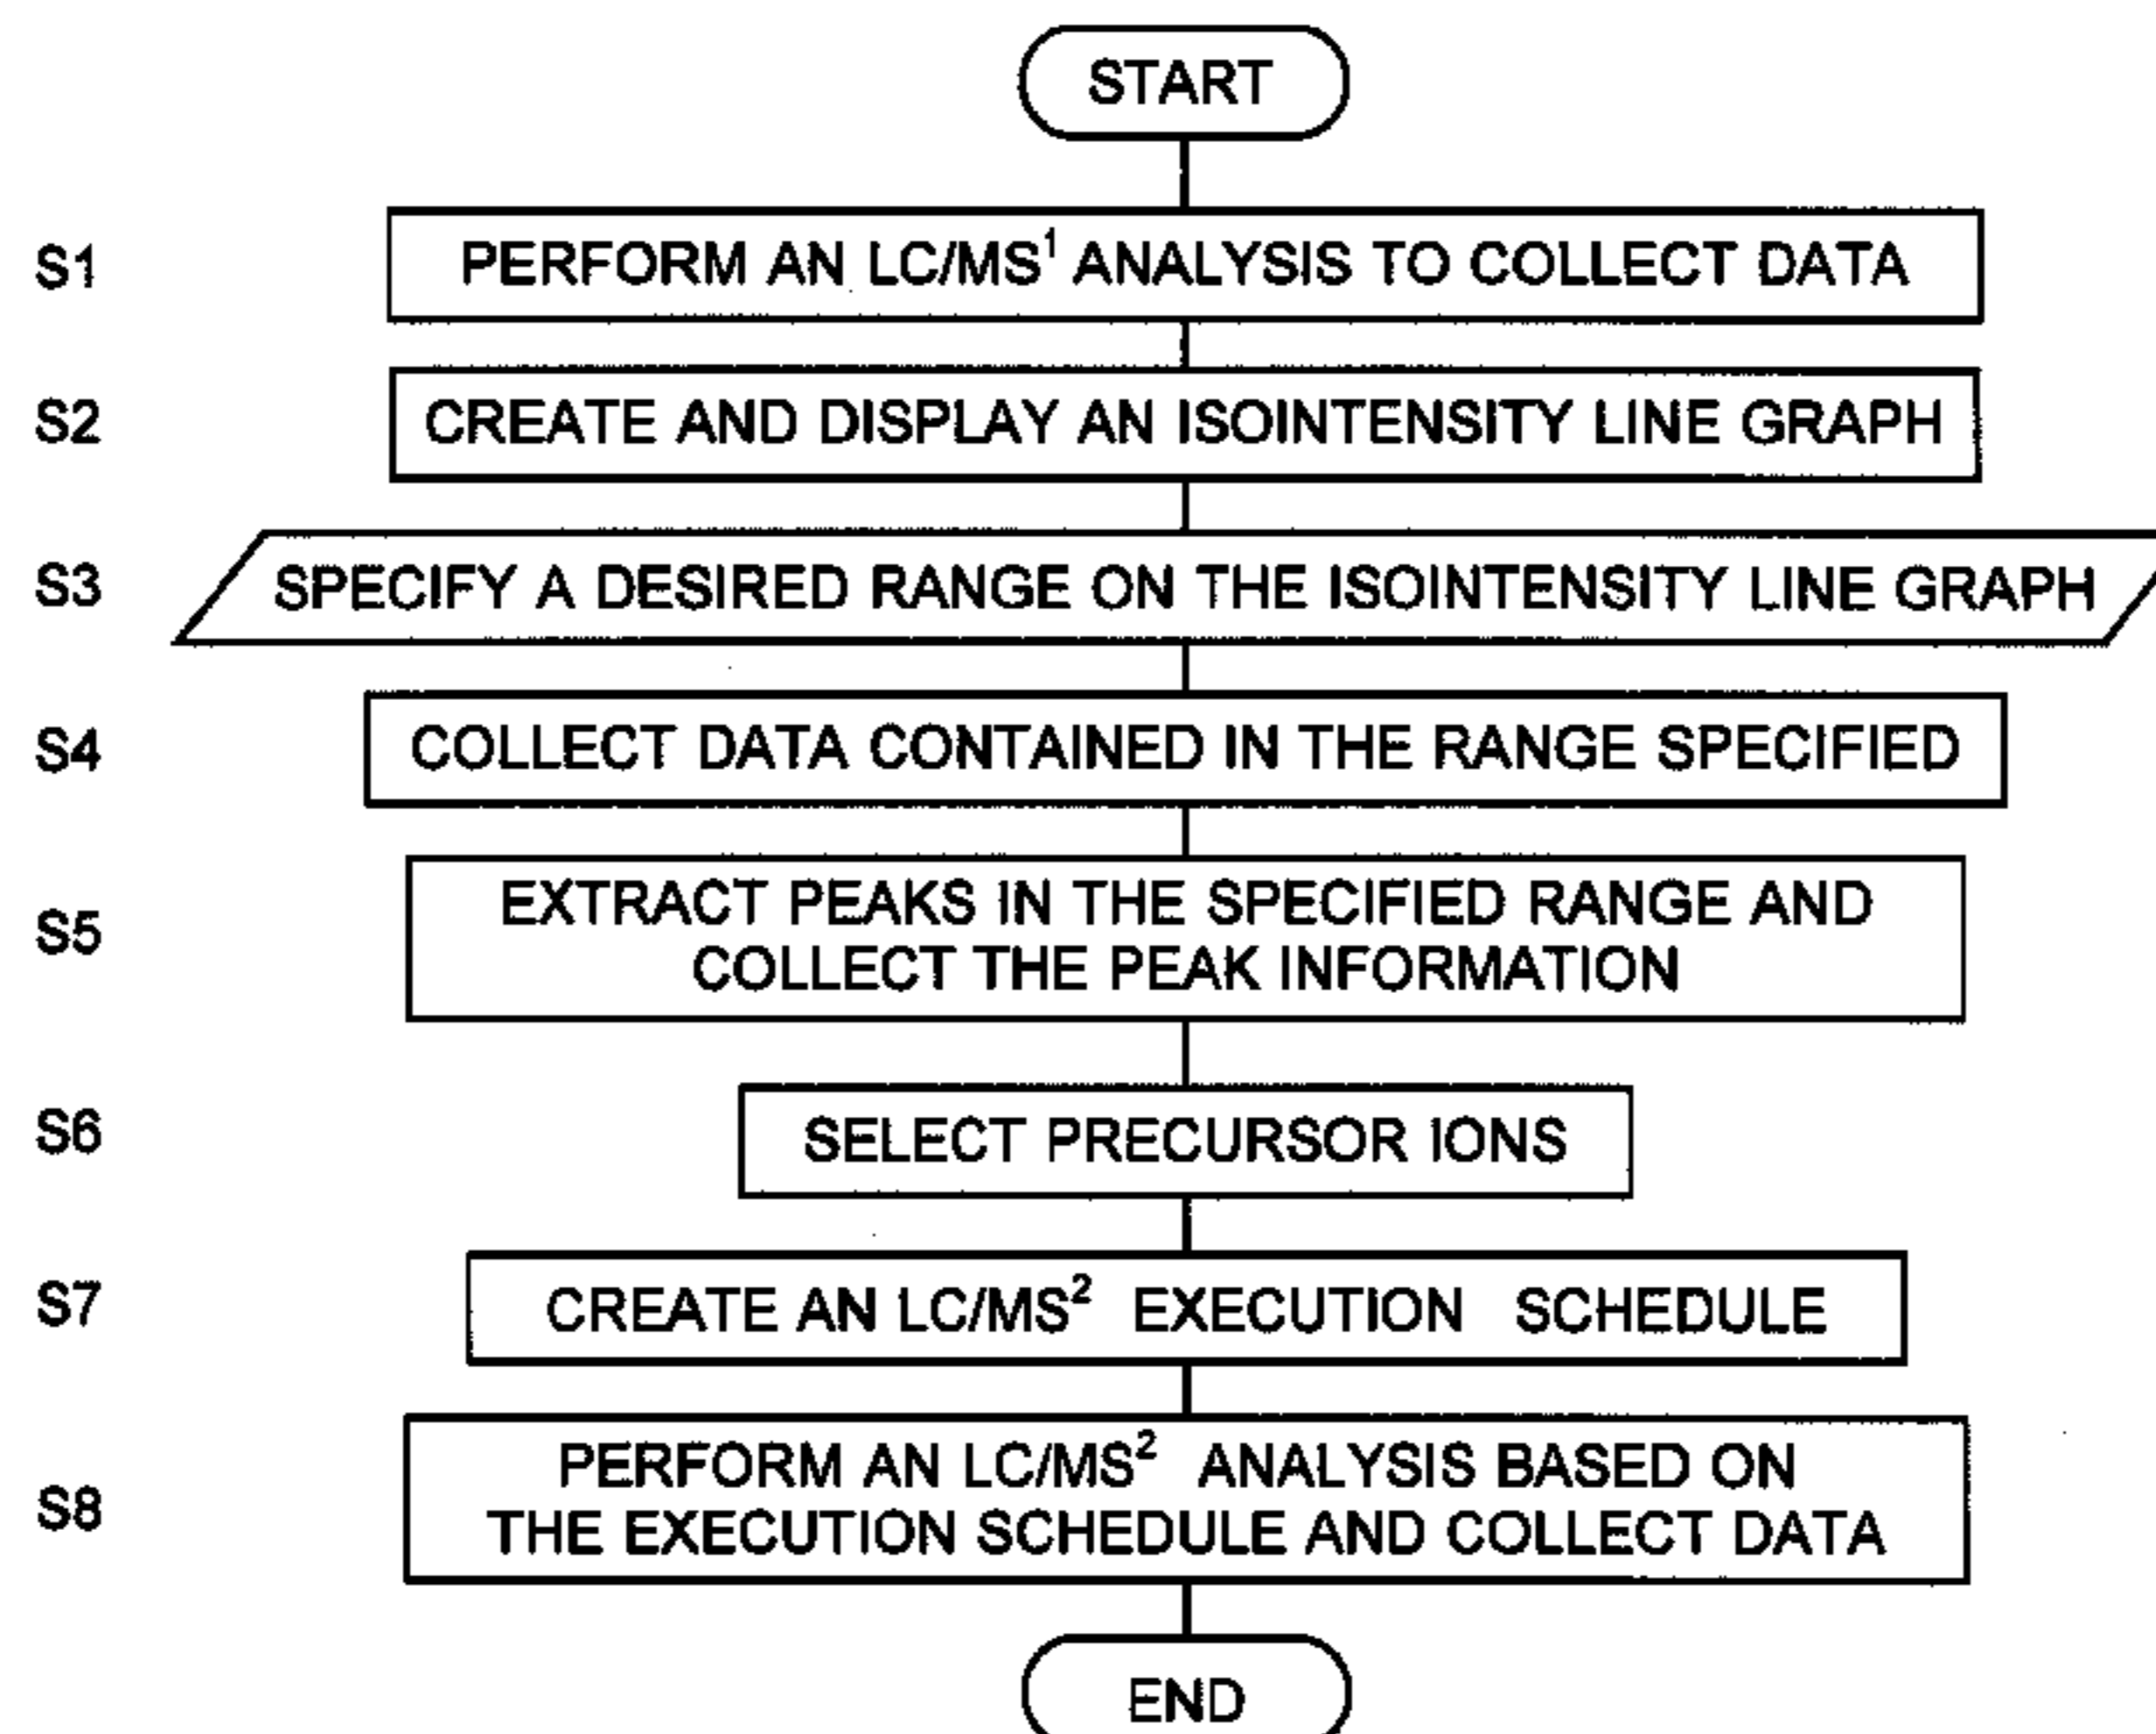 START
S1 PERFORM AN LC/MS¹ ANALYSIS TO COLLECT DATA
S2 CREATE AND DISPLAY AN ISOINTENSITY LINE GRAPH
S3 SPECIFY A DESIRED RANGE ON THE ISOINTENSITY LINE GRAPH
S4 COLLECT DATA CONTAINED IN THE RANGE SPECIFIED
S5 EXTRACT PEAKS IN THE SPECIFIED RANGE AND
COLLECT THE PEAK INFORMATION
S6 SELECT PRECURSOR IONS
S7 CREATE AN LC/MS² EXECUTION SCHEDULE
S8 PERFORM AN LC/MS² ANALYSIS BASED ON
THE EXECUTION SCHEDULE AND COLLECT DATA
END